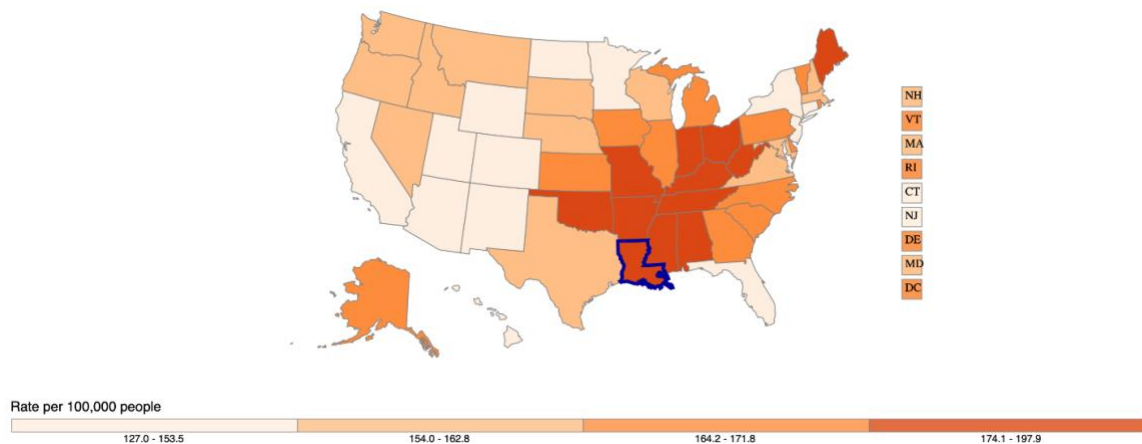 NH
VT
MA
RI
CT
NJ
DE
MD
DC
Rate per 100,000 people
127.0 - 153.5
154.0 - 162.8
164.2 - 171.8
174.1 - 197.9